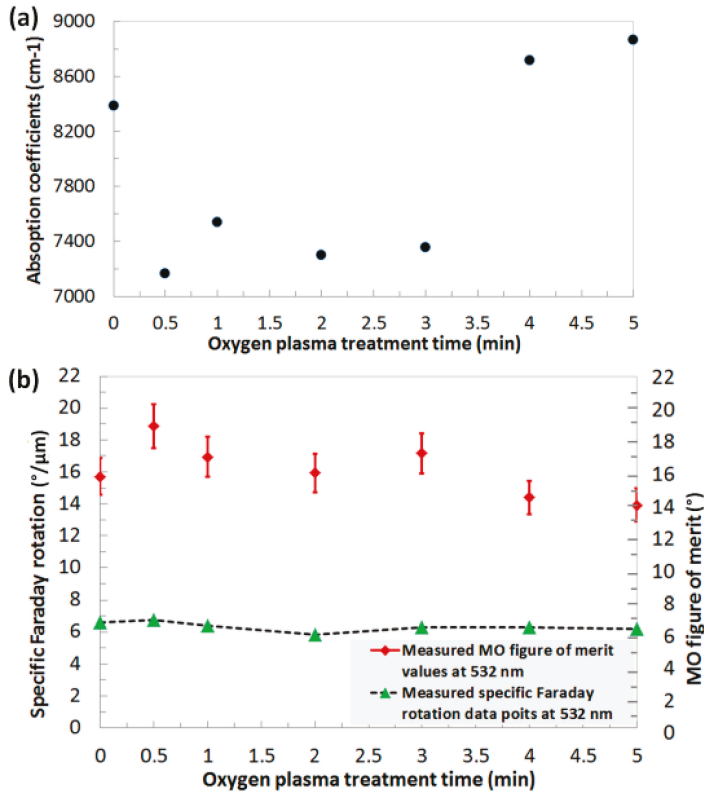 (a)
Absoption coefficients (cm-1)
9000
8600
8200
7800
7400
7000
0 0.5 1 1.5 2 2.5 3 3.5 4 4.5 5
Oxygen plasma treatment time (min)
(b)
Specific Faraday rotation (°/µm)
22
20
18
16
14
12
10
8
6
4
2
0
22
20
18
16
14
12
10
8
6
4
2
0
MO figure of merit (°)
Measured MO figure of merit
values at 532 nm
Measured specific Faraday
rotation data poits at 532 nm
0 0.5 1 1.5 2 2.5 3 3.5 4 4.5 5
Oxygen plasma treatment time (min)